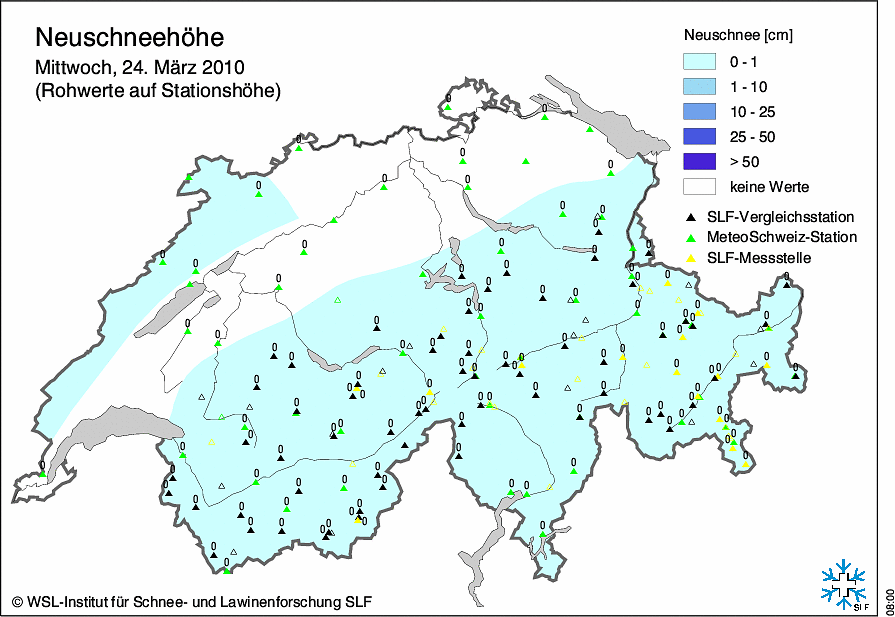 Neuschneehöhe
Mittwoch, 24. März 2010
(Rohwerte auf Stationshöhe)
Neuschnee [cm]
0 - 1
1 - 10
10 - 25
25 - 50
> 50
keine Werte
SLF-Vergleichsstation
MeteoSchweiz-Station
SLF-Messstelle
© WSL-Institut für Schnee- und Lawinenforschung SLF
SLF
08:00